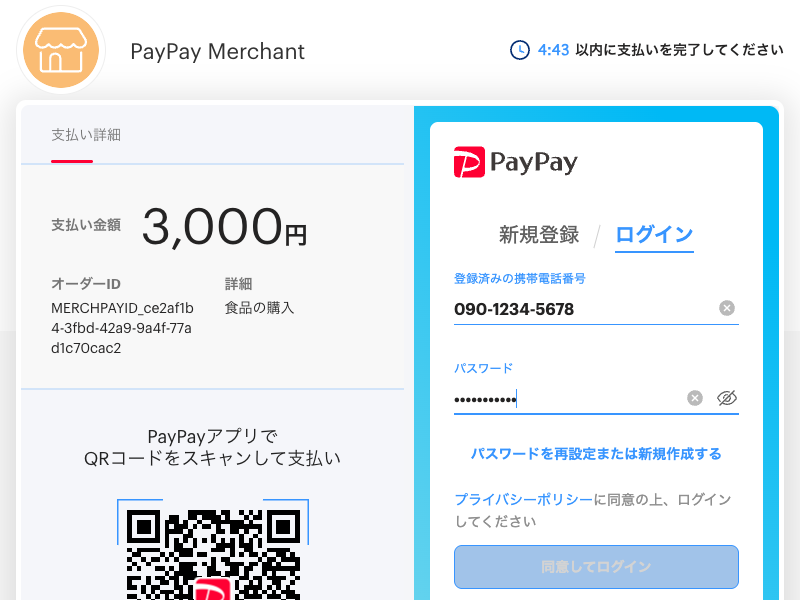 PayPay Merchant
4:43 以内に支払いを完了してください
支払い詳細
支払い金額 3,000円
オーダーID
MERCHPAYID_ce2af1b
4-3fbd-42a9-9a4f-77a
d1c70cac2
詳細
食品の購入
PayPayアプリで
QRコードをスキャンして支払い
PayPay
新規登録 / ログイン
登録済みの携帯電話番号
090-1234-5678
パスワード
•••••••••••
パスワードを再設定または新規作成する
プライバシーポリシーに同意の上、ログイン
してください
同意してログイン